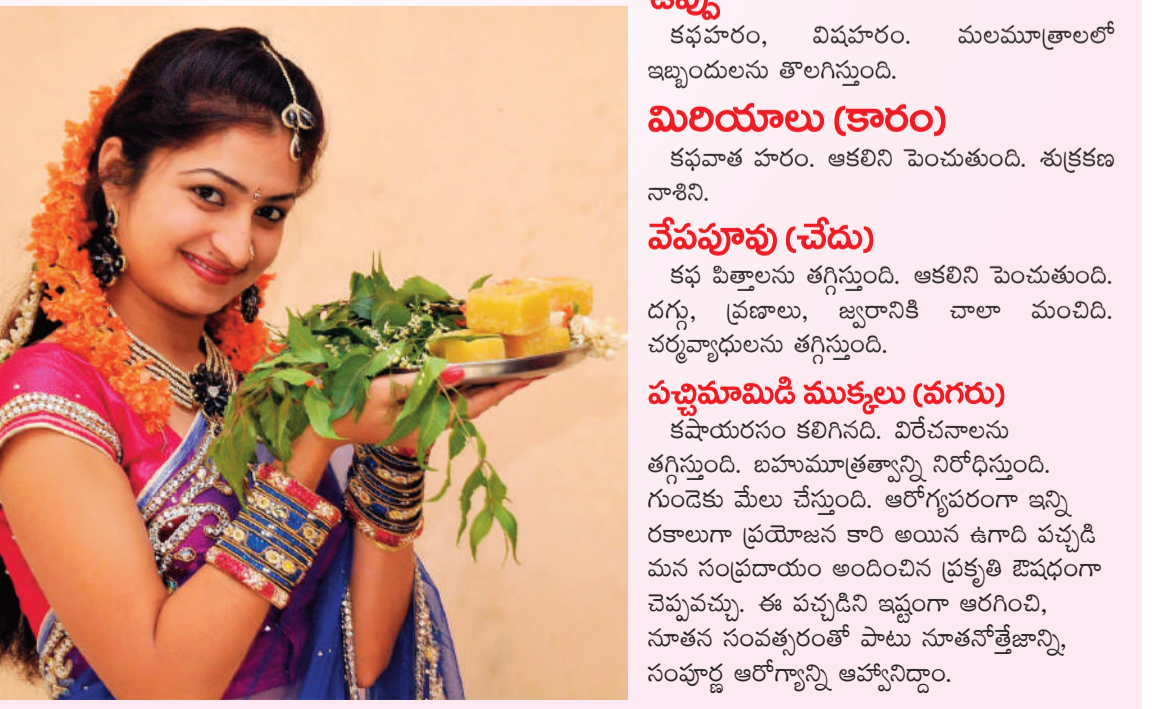 కఫహరం, విషహరం. మలమూత్రాలలో
ఇబ్బందులను తొలగిస్తుంది.
మిరియాలు (కారం)
కఫవాత హరం. ఆకలిని పెంచుతుంది. శుక్రకణ
నాశిని.
వేపపూవు (చేదు)
కఫ పిత్తాలను తగ్గిస్తుంది. ఆకలిని పెంచుతుంది.
దగ్గు, వ్రణాలు, జ్వరానికి చాలా మంచిది.
చర్మవ్యాధులను తగ్గిస్తుంది.
పచ్చిమామిడి ముక్కలు (వగరు)
కషాయరసం కలిగినది. విరేచనాలను
తగ్గిస్తుంది. బహుమూత్రత్వాన్ని నిరోధిస్తుంది.
గుండెకు మేలు చేస్తుంది. ఆరోగ్యపరంగా ఇన్ని
రకాలుగా ప్రయోజన కారి అయిన ఉగాది పచ్చడి
మన సంప్రదాయం అందించిన ప్రకృతి ఔషధంగా
చెప్పవచ్చు. ఈ పచ్చడిని ఇష్టంగా ఆరగించి,
నూతన సంవత్సరంతో పాటు నూతనోత్తేజాన్ని,
సంపూర్ణ ఆరోగ్యాన్ని ఆహ్వానిద్దాం.